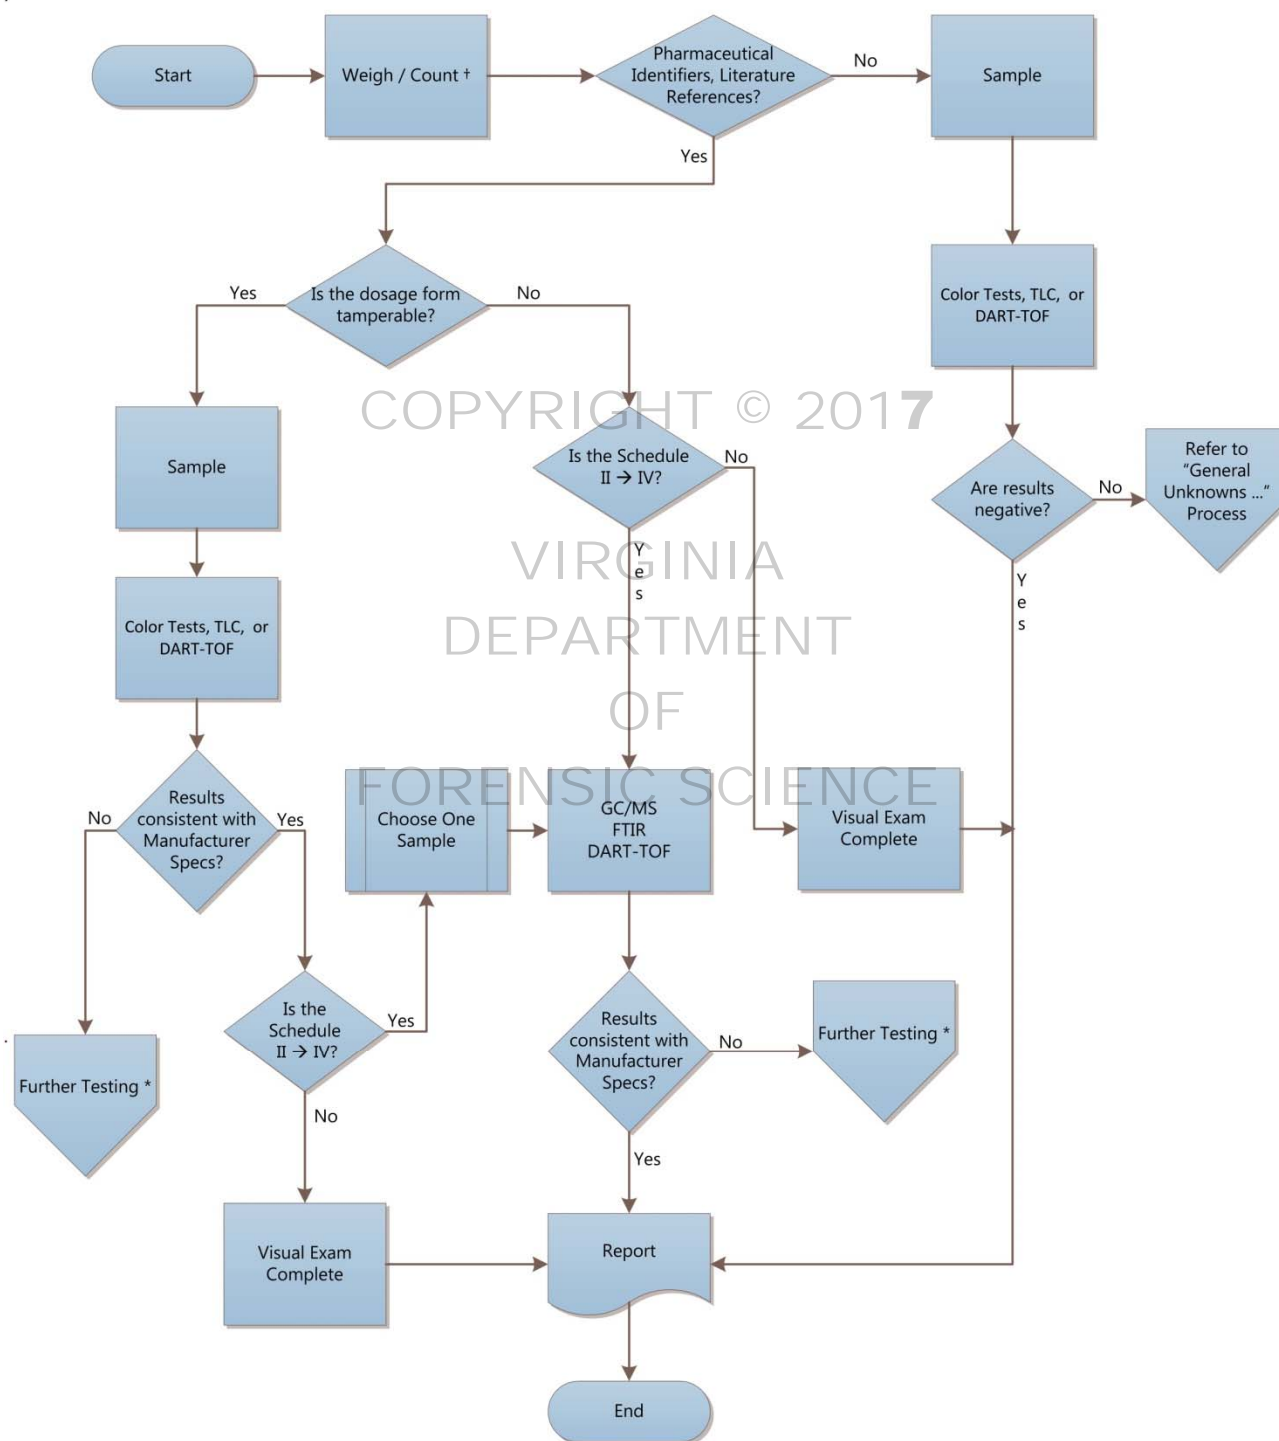 Start
Weigh / Count †
Pharmaceutical
Identifiers, Literature
References?
No
Sample
Yes
Is the dosage form
tamperable?
Yes
No
Color Tests, TLC, or
DART-TOF
COPYRIGHT © 2017
Sample
Is the Schedule
II → IV?
No
Are results
negative?
No
Refer to
"General
Unknowns ..."
Process
VIRGINIA
Yes
Yes
DEPARTMENT
Color Tests, TLC, or
DART-TOF
OF
FORENSIC SCIENCE
Results
consistent with
Manufacturer
Specs?
No
Yes
Choose One
Sample
GC/MS
FTIR
DART-TOF
Visual Exam
Complete
Is the
Schedule
II → IV?
Yes
No
Further Testing *
Results
consistent with
Manufacturer
Specs?
No
Further Testing *
Yes
Visual Exam
Complete
Report
End